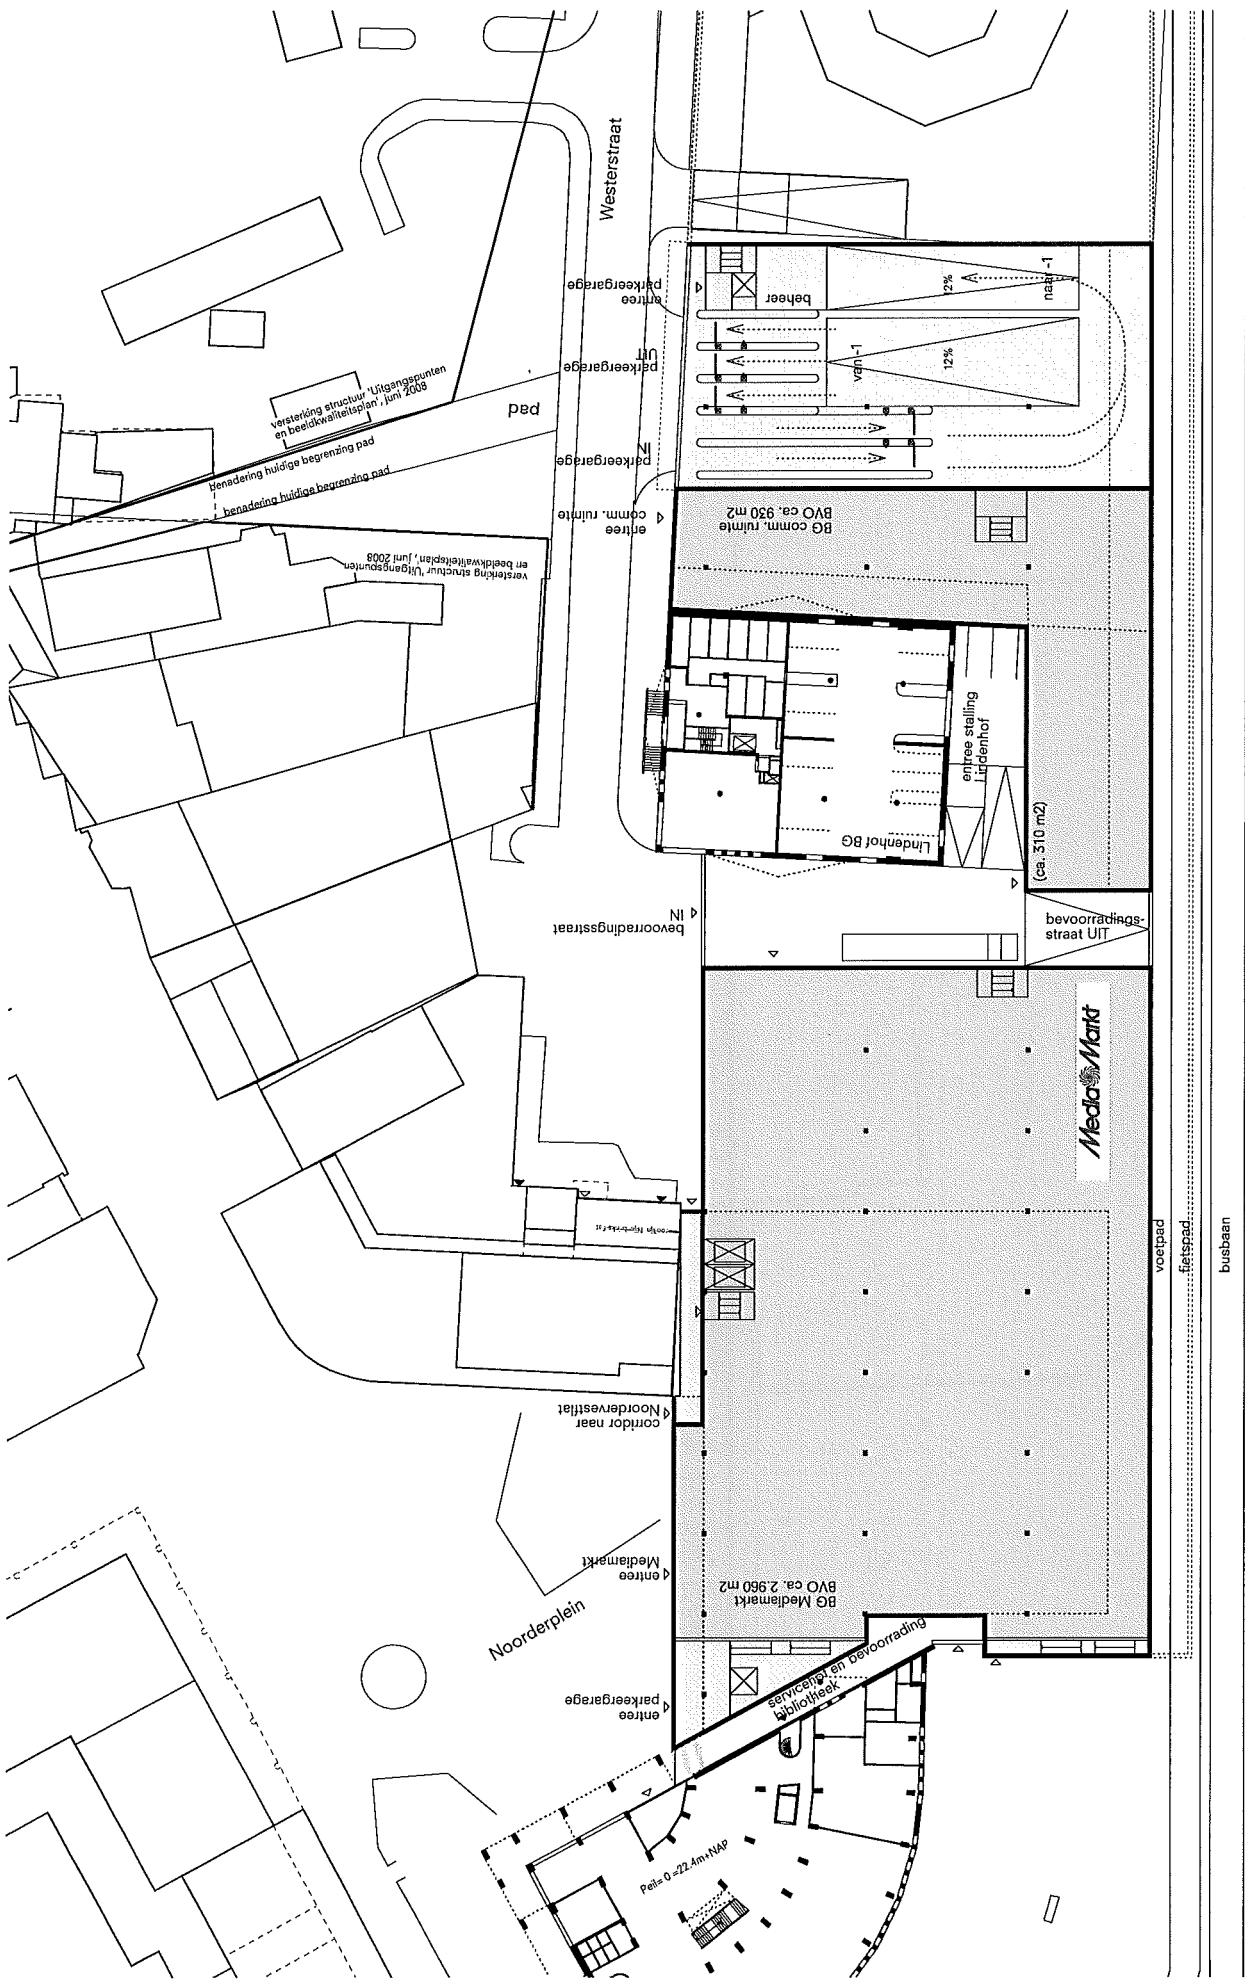 Westerstraat
entree
parkeergarage
parkeergarage
UIT
parkeergarage
IN
entree
comm. ruimte
beheer
12%
naar -1
van -1
12%
versterking structuur 'Uitgangspunten
en beeldkwaliteitsplan', juni 2008
pad
benadering huidige begrenzing pad
benadering huidige begrenzing pad
versterking structuur 'Uitgangspunten
en beeldkwaliteitsplan', juni 2008
BG comm. ruimte
BVO ca. 930 m2
entree stalling
Lindenhof
Lindenhof BG
(ca. 310 m2)
bevoorradingsstraat
IN
bevoorradings-
straat UIT
Media Markt
voetpad
fietspad
busbaan
corridor naar
Noordervestflat
entree
Mediamarkt
BG Mediamarkt
BVO ca. 2.960 m2
Noorderplein
entree
parkeergarage
servicehof en bevoorrading
bibliotheek
Peil= 0 =22.4m+NAP